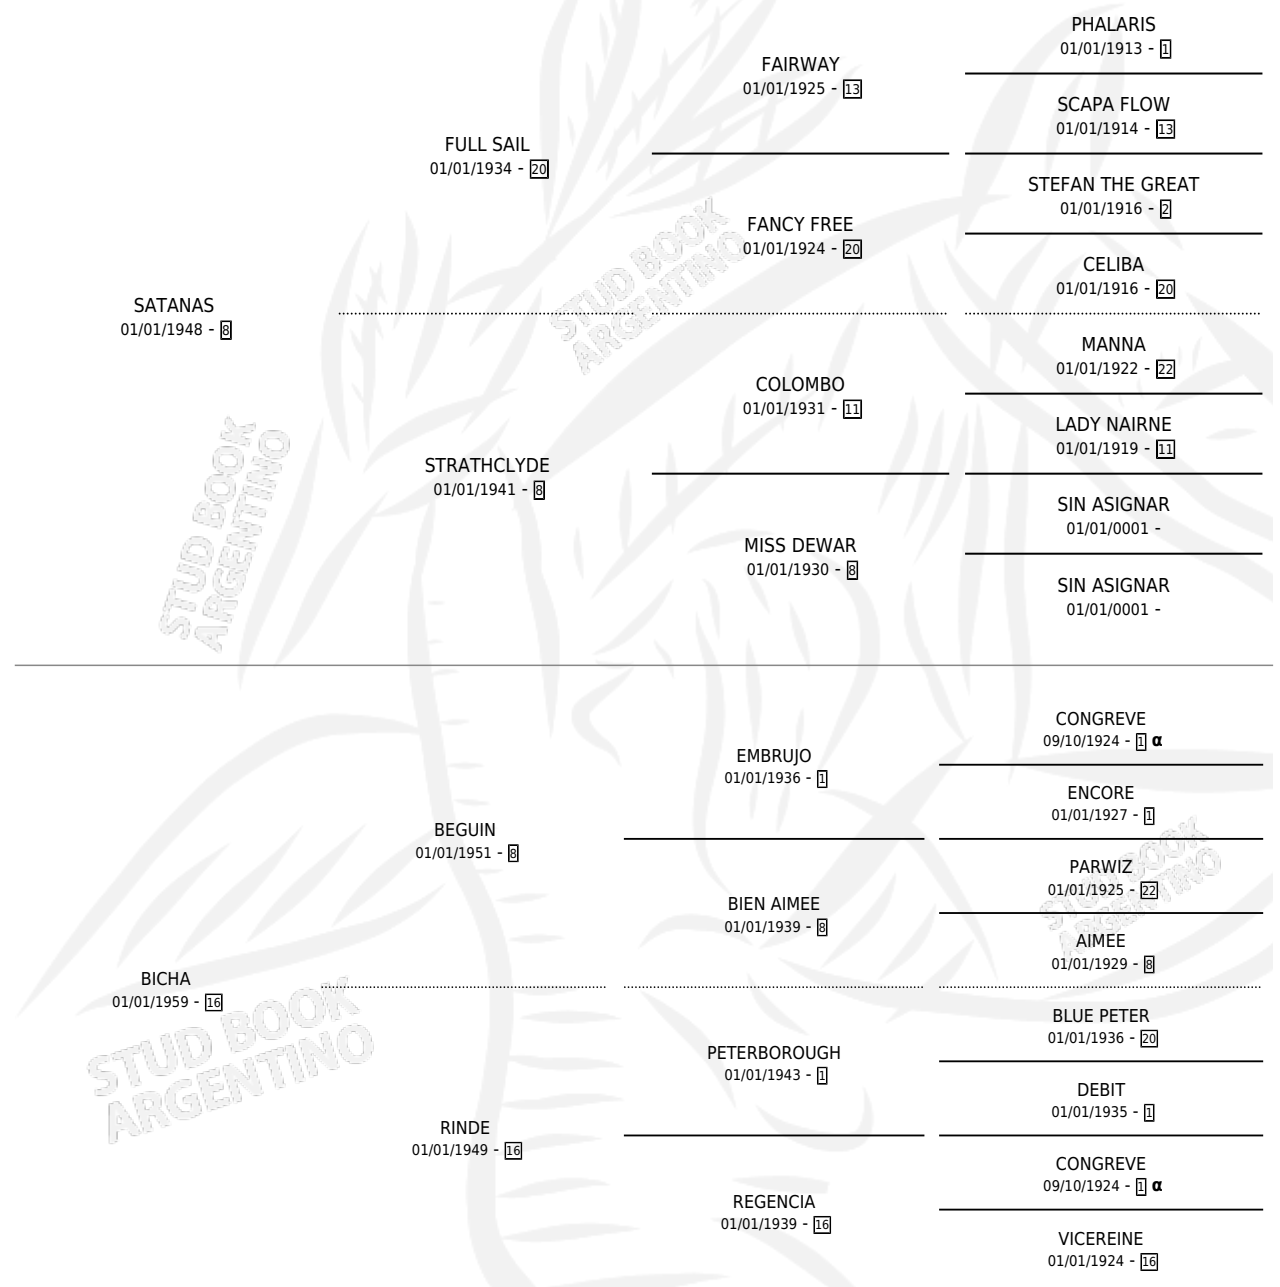 PHALARIS
01/01/1913 - 1
FAIRWAY
01/01/1925 - 13
SCAPA FLOW
01/01/1914 - 13
FULL SAIL
01/01/1934 - 20
STEFAN THE GREAT
01/01/1916 - 2
FANCY FREE
01/01/1924 - 20
CELIBA
01/01/1916 - 20
SATANAS
01/01/1948 - 8
MANNA
01/01/1922 - 22
COLOMBO
01/01/1931 - 11
LADY NAIRNE
01/01/1919 - 11
STRATHCLYDE
01/01/1941 - 8
SIN ASIGNAR
01/01/0001 -
MISS DEWAR
01/01/1930 - 8
SIN ASIGNAR
01/01/0001 -
CONGREVE
09/10/1924 - 1 α
EMBRUJO
01/01/1936 - 1
ENCORE
01/01/1927 - 1
BEGUIN
01/01/1951 - 8
PARWIZ
01/01/1925 - 22
BIEN AIMEE
01/01/1939 - 8
AIMEE
01/01/1929 - 8
BICHA
01/01/1959 - 16
BLUE PETER
01/01/1936 - 20
PETERBOROUGH
01/01/1943 - 1
DEBIT
01/01/1935 - 1
RINDE
01/01/1949 - 16
CONGREVE
09/10/1924 - 1 α
REGENCIA
01/01/1939 - 16
VICEREINE
01/01/1924 - 16
STUD BOOK
ARGENTINO
STUD BOOK
ARGENTINO
STUD BOOK
ARGENTINO
STUD BOOK
ARGENTINO